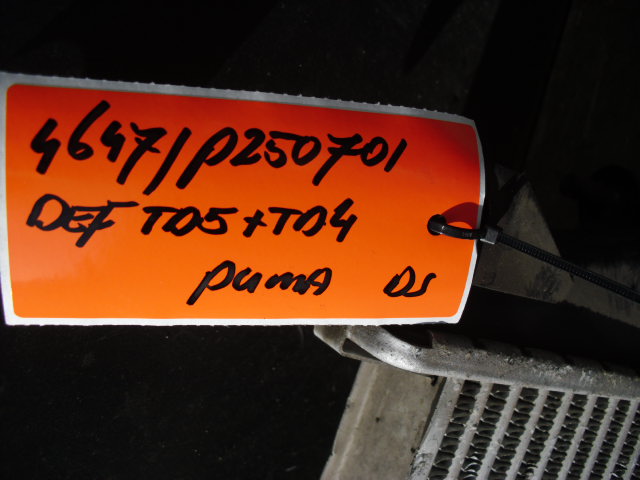 4647/P250701
DEF TD5+TD4
PUMA DS